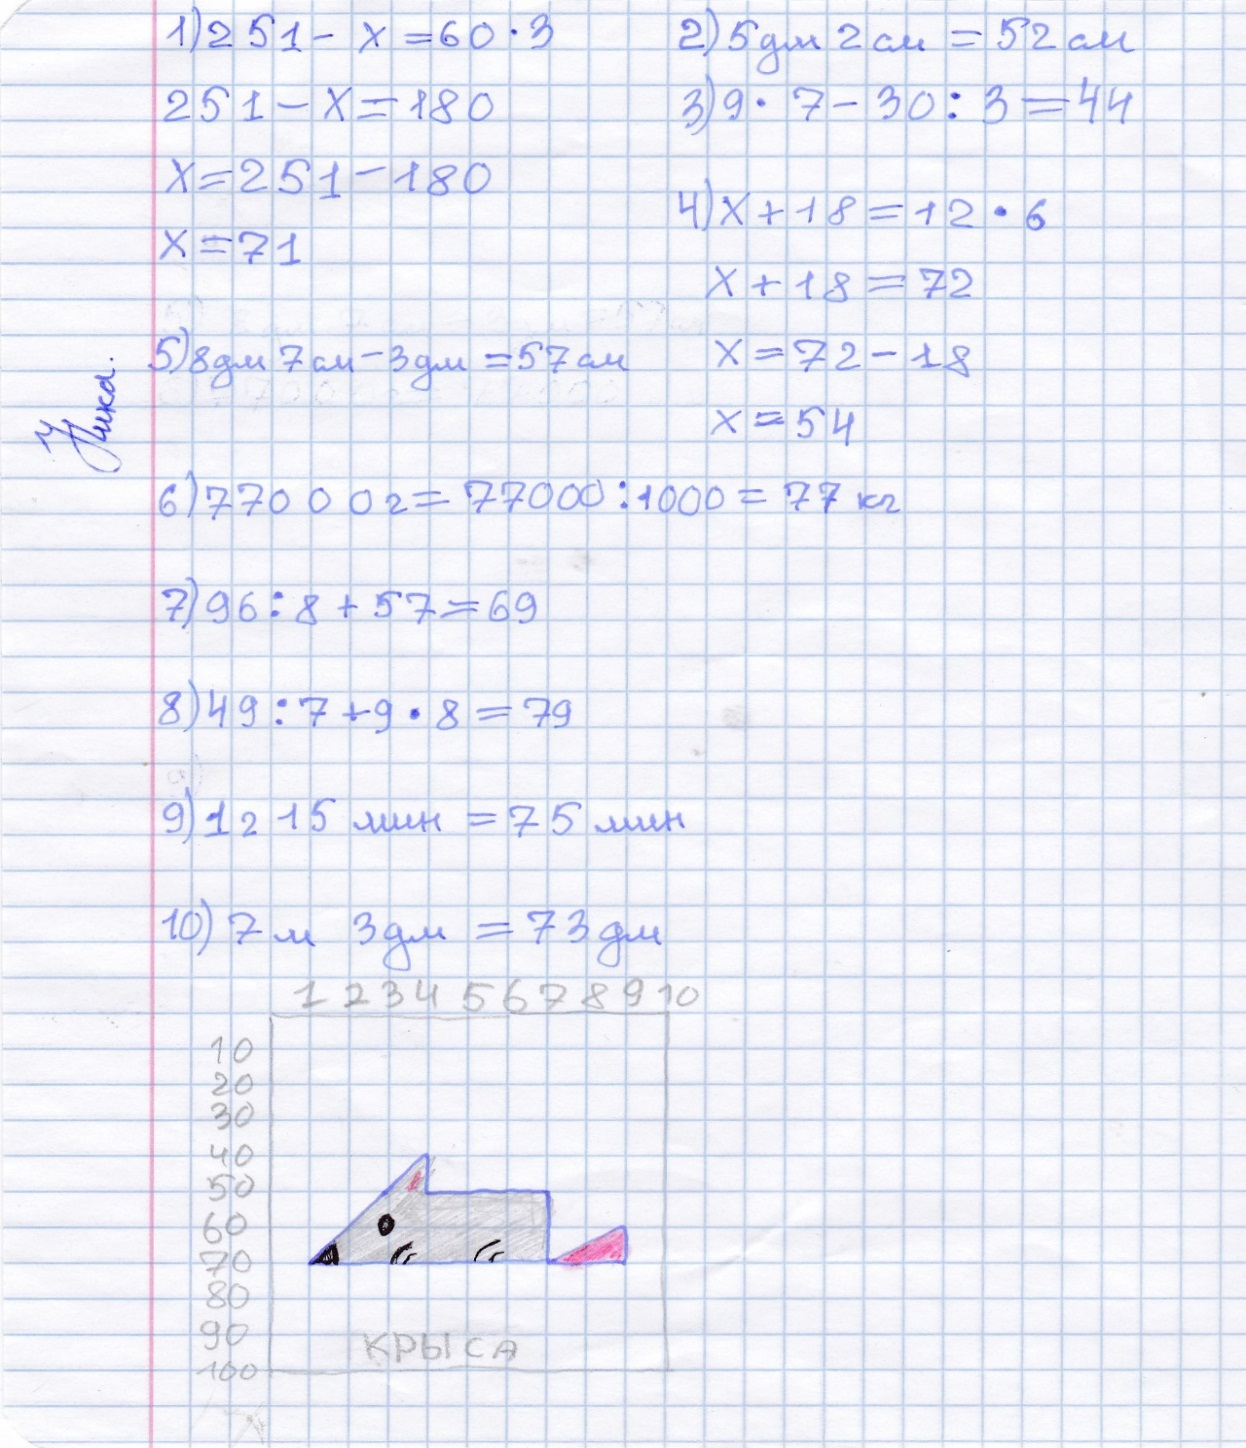 1) 251 - x = 60 · 3
251 - x = 180
x = 251 - 180
x = 71
2) 5 дм 2 см = 52 см
3) 9 · 7 - 30 : 3 = 44
4) x + 18 = 12 · 6
x + 18 = 72
x = 72 - 18
x = 54
5) 8 дм 7 см - 3 дм = 57 см
6) 77000 г = 77000 : 1000 = 77 кг
7) 96 : 8 + 57 = 69
8) 49 : 7 + 9 · 8 = 79
9) 1 г 15 мин = 75 мин
10) 7 м 3 дм = 73 дм
1 2 3 4 5 6 7 8 9 10
10
20
30
40
50
60
70
80
90
100
КРЫСА